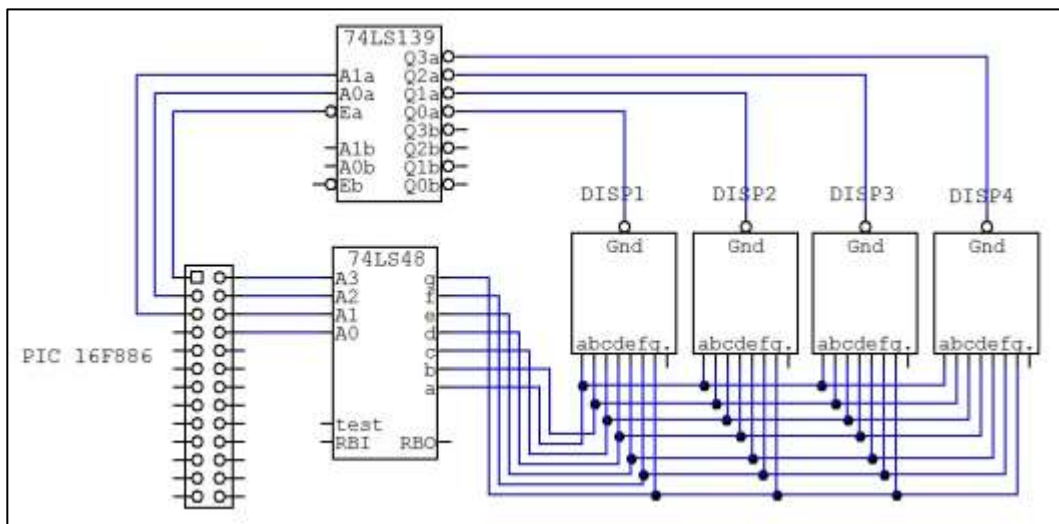 74LS139
A1a
A0a
Ea
A1b
A0b
Eb
Q3a
Q2a
Q1a
Q0a
Q3b
Q2b
Q1b
Q0b
DISP1 DISP2 DISP3 DISP4
Gnd Gnd Gnd Gnd
abcdefg. abcdefg. abcdefg. abcdefg.
74LS48
A3
A2
A1
A0
test
RBI
g
f
e
d
c
b
a
RBO
PIC 16F886